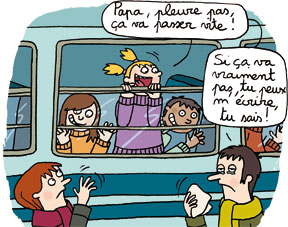 Papa, pleure pas,
ça va passer vite !
Si ça va
vraiment
pas, tu peux
m'écrire,
tu sais !